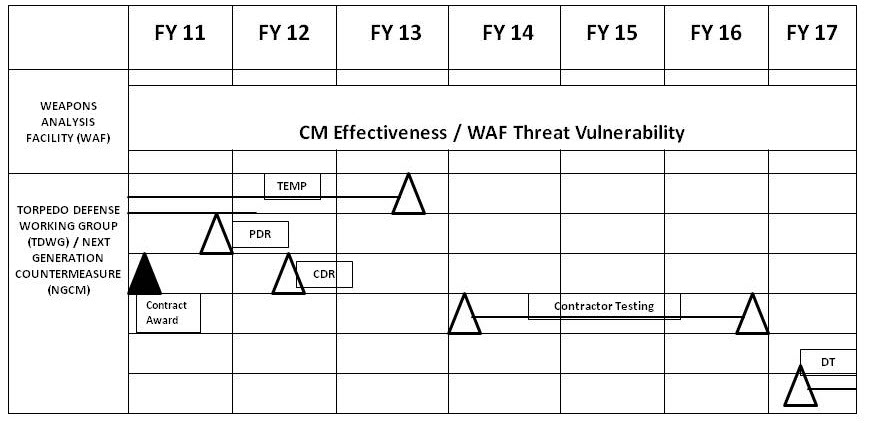 FY 11 FY 12 FY 13 FY 14 FY 15 FY 16 FY 17
WEAPONS
ANALYSIS
FACILITY (WAF)
CM Effectiveness / WAF Threat Vulnerability
TORPEDO DEFENSE
WORKING GROUP
(TDWG) / NEXT
GENERATION
COUNTERMEASURE
(NGCM)
TEMP
PDR
CDR
Contract
Award
Contractor Testing
DT